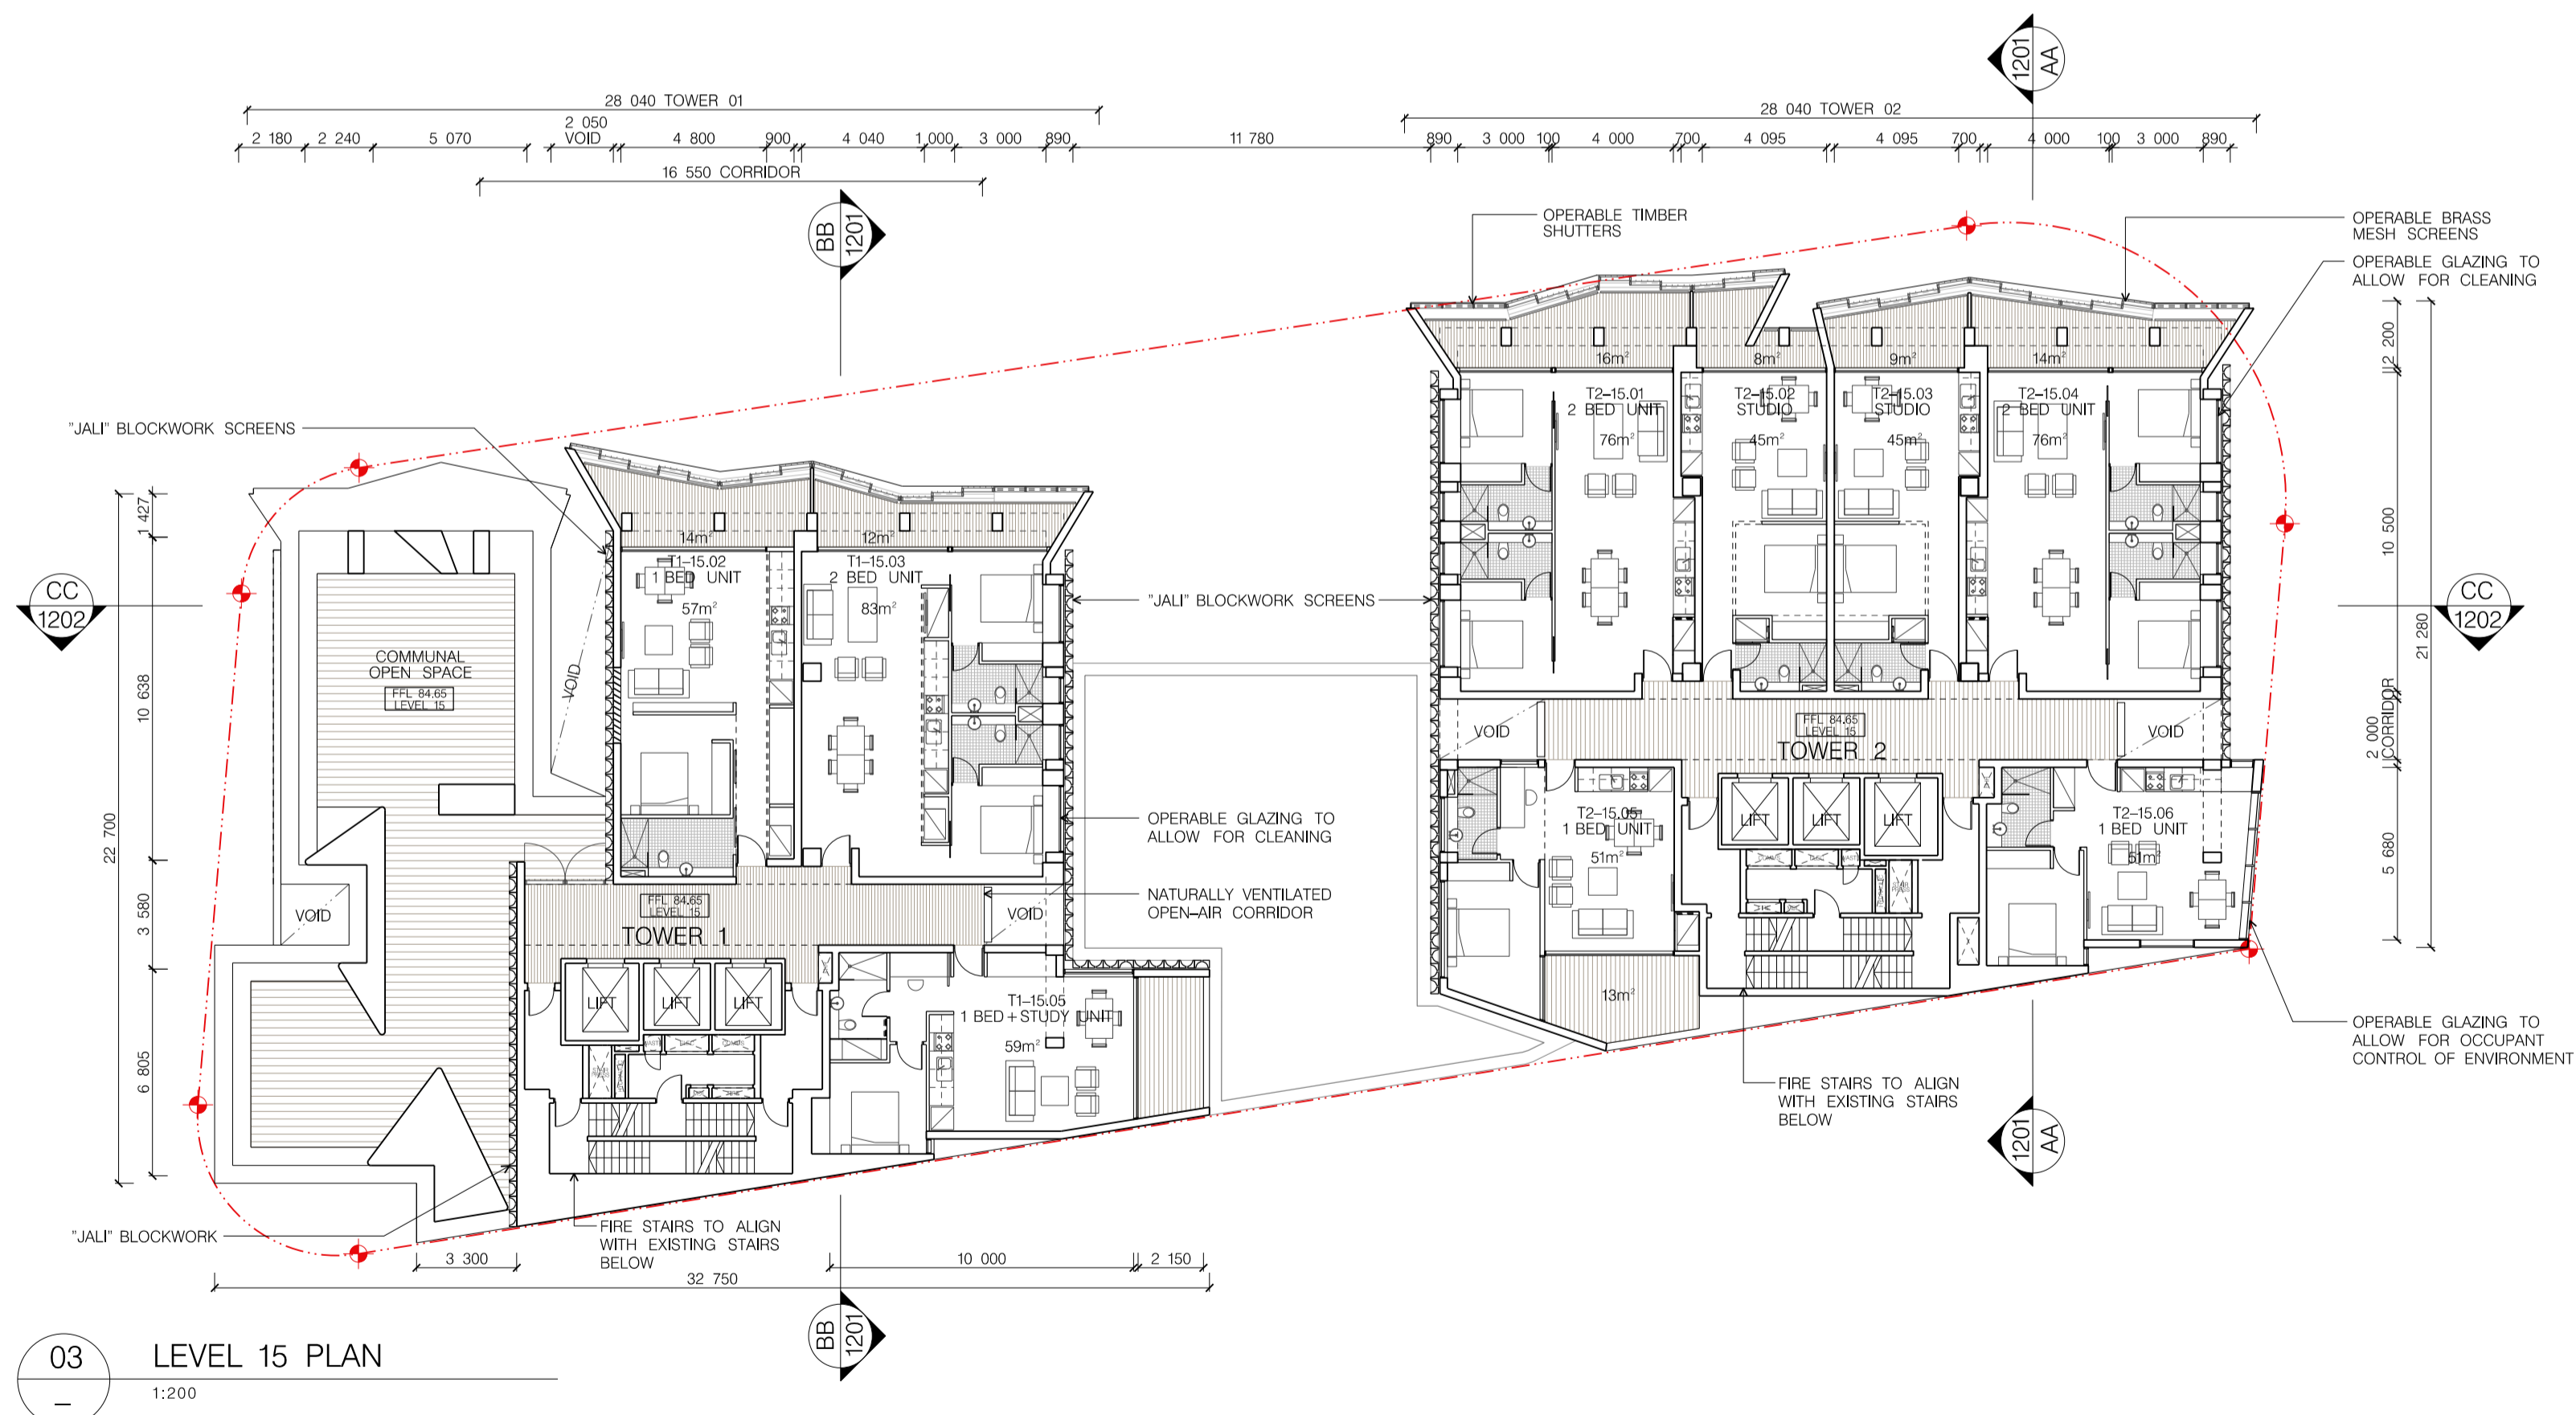 1201
AA
28 040 TOWER 01
28 040 TOWER 02
2 180
2 240
5 070
2 050
VOID
4 800
900
4 040
1 000
3 000
890
11 780
890
3 000
100
4 000
700
4 095
4 095
700
4 000
100
3 000
890
16 550 CORRIDOR
BB
1201
OPERABLE TIMBER
SHUTTERS
OPERABLE BRASS
MESH SCREENS
OPERABLE GLAZING TO
ALLOW FOR CLEANING
2 200
10 500
21 280
2 000
CORRIDOR
5 680
16m²
8m²
9m²
14m²
T2–15.01
2 BED UNIT
76m²
T2–15.02
STUDIO
45m²
T2–15.03
STUDIO
45m²
T2–15.04
2 BED UNIT
76m²
"JALI" BLOCKWORK SCREENS
1 427
10 638
22 700
3 580
6 805
14m²
12m²
T1–15.02
1 BED UNIT
57m²
T1–15.03
2 BED UNIT
83m²
CC
1202
"JALI" BLOCKWORK SCREENS
CC
1202
COMMUNAL
OPEN SPACE
FFL 84.65
LEVEL 15
VOID
VOID
FFL 84.65
LEVEL 15
TOWER 2
VOID
OPERABLE GLAZING TO
ALLOW FOR CLEANING
LIFT
LIFT
LIFT
T2–15.05
1 BED UNIT
51m²
T2–15.06
1 BED UNIT
51m²
NATURALLY VENTILATED
OPEN–AIR CORRIDOR
VOID
FFL 84.65
LEVEL 15
TOWER 1
VOID
LIFT
LIFT
LIFT
T1–15.05
1 BED + STUDY UNIT
59m²
13m²
OPERABLE GLAZING TO
ALLOW FOR OCCUPANT
CONTROL OF ENVIRONMENT
FIRE STAIRS TO ALIGN
WITH EXISTING STAIRS
BELOW
1201
AA
"JALI" BLOCKWORK
FIRE STAIRS TO ALIGN
WITH EXISTING STAIRS
BELOW
3 300
10 000
2 150
32 750
BB
1201
03
–
LEVEL 15 PLAN
1:200